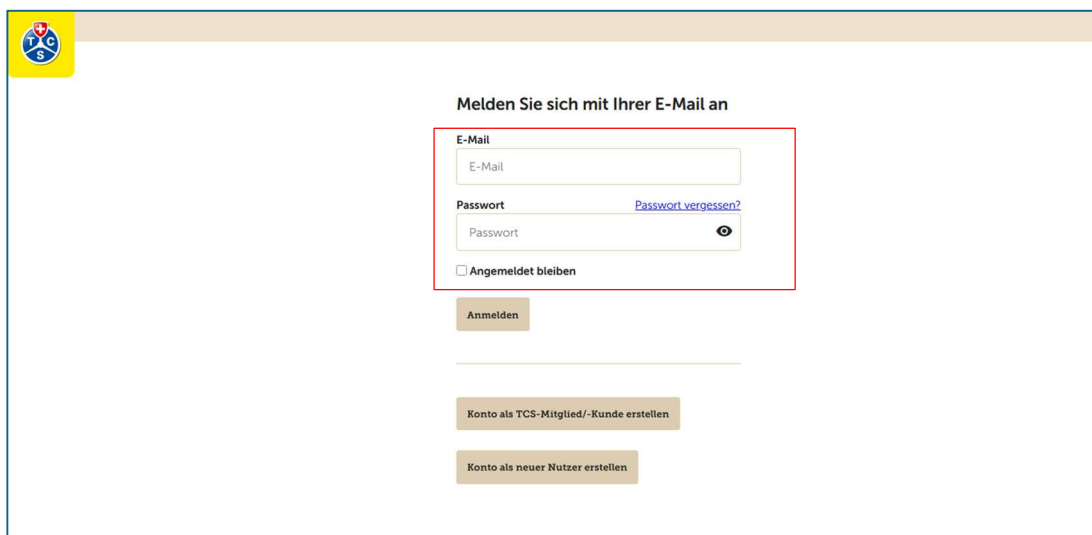 T C S
Melden Sie sich mit Ihrer E-Mail an
E-Mail
E-Mail
Passwort Passwort vergessen?
Passwort
Angemeldet bleiben
Anmelden
Konto als TCS-Mitglied/-Kunde erstellen
Konto als neuer Nutzer erstellen